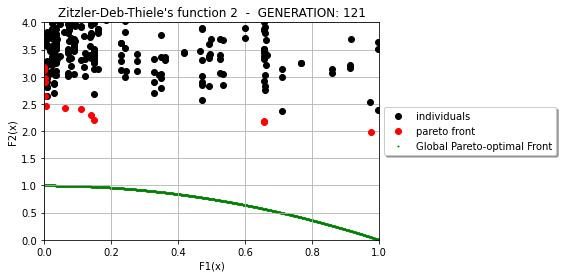 Zitzler-Deb-Thiele's function 2 - GENERATION: 121
F2(x)
4.0
3.5
3.0
2.5
2.0
1.5
1.0
0.5
0.0
0.0 0.2 0.4 0.6 0.8 1.0
F1(x)
individuals
pareto front
Global Pareto-optimal Front